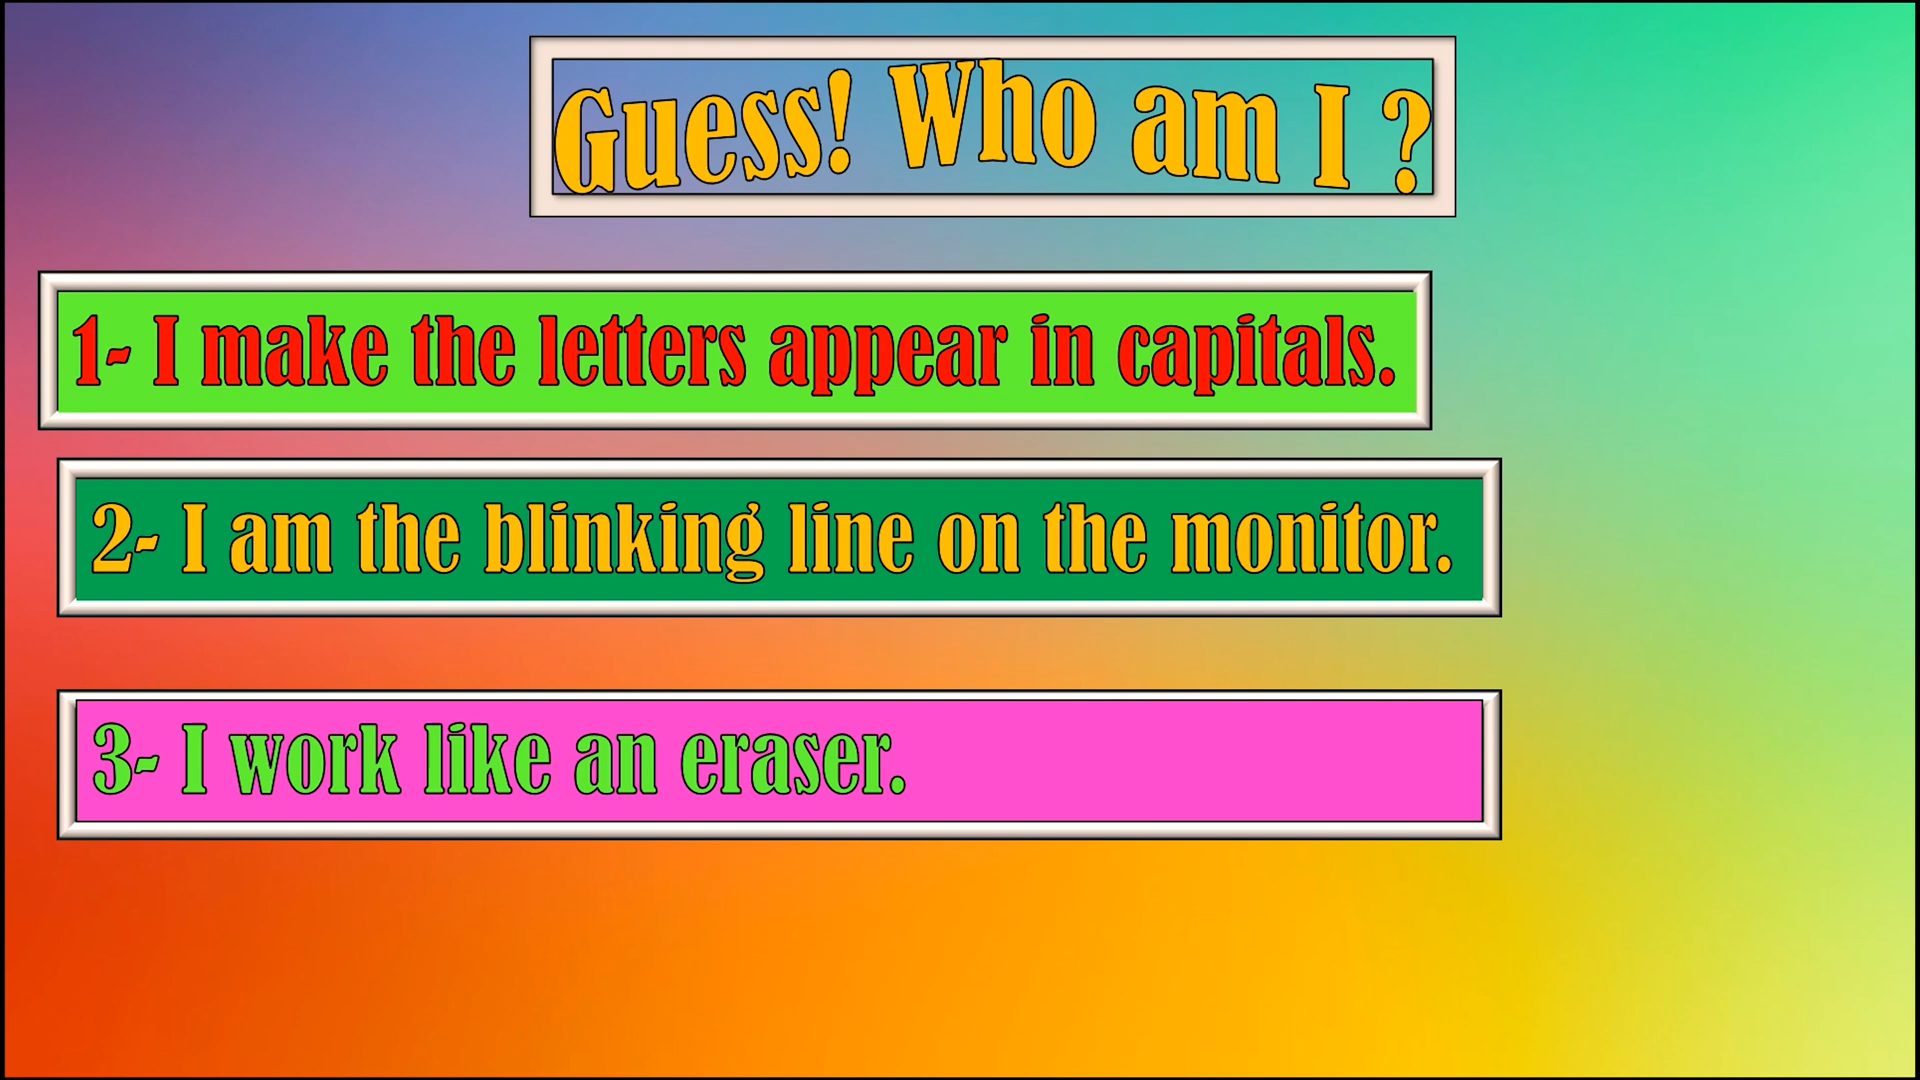 Guess! Who am I ?
1- I make the letters appear in capitals.
2- I am the blinking line on the monitor.
3- I work like an eraser.